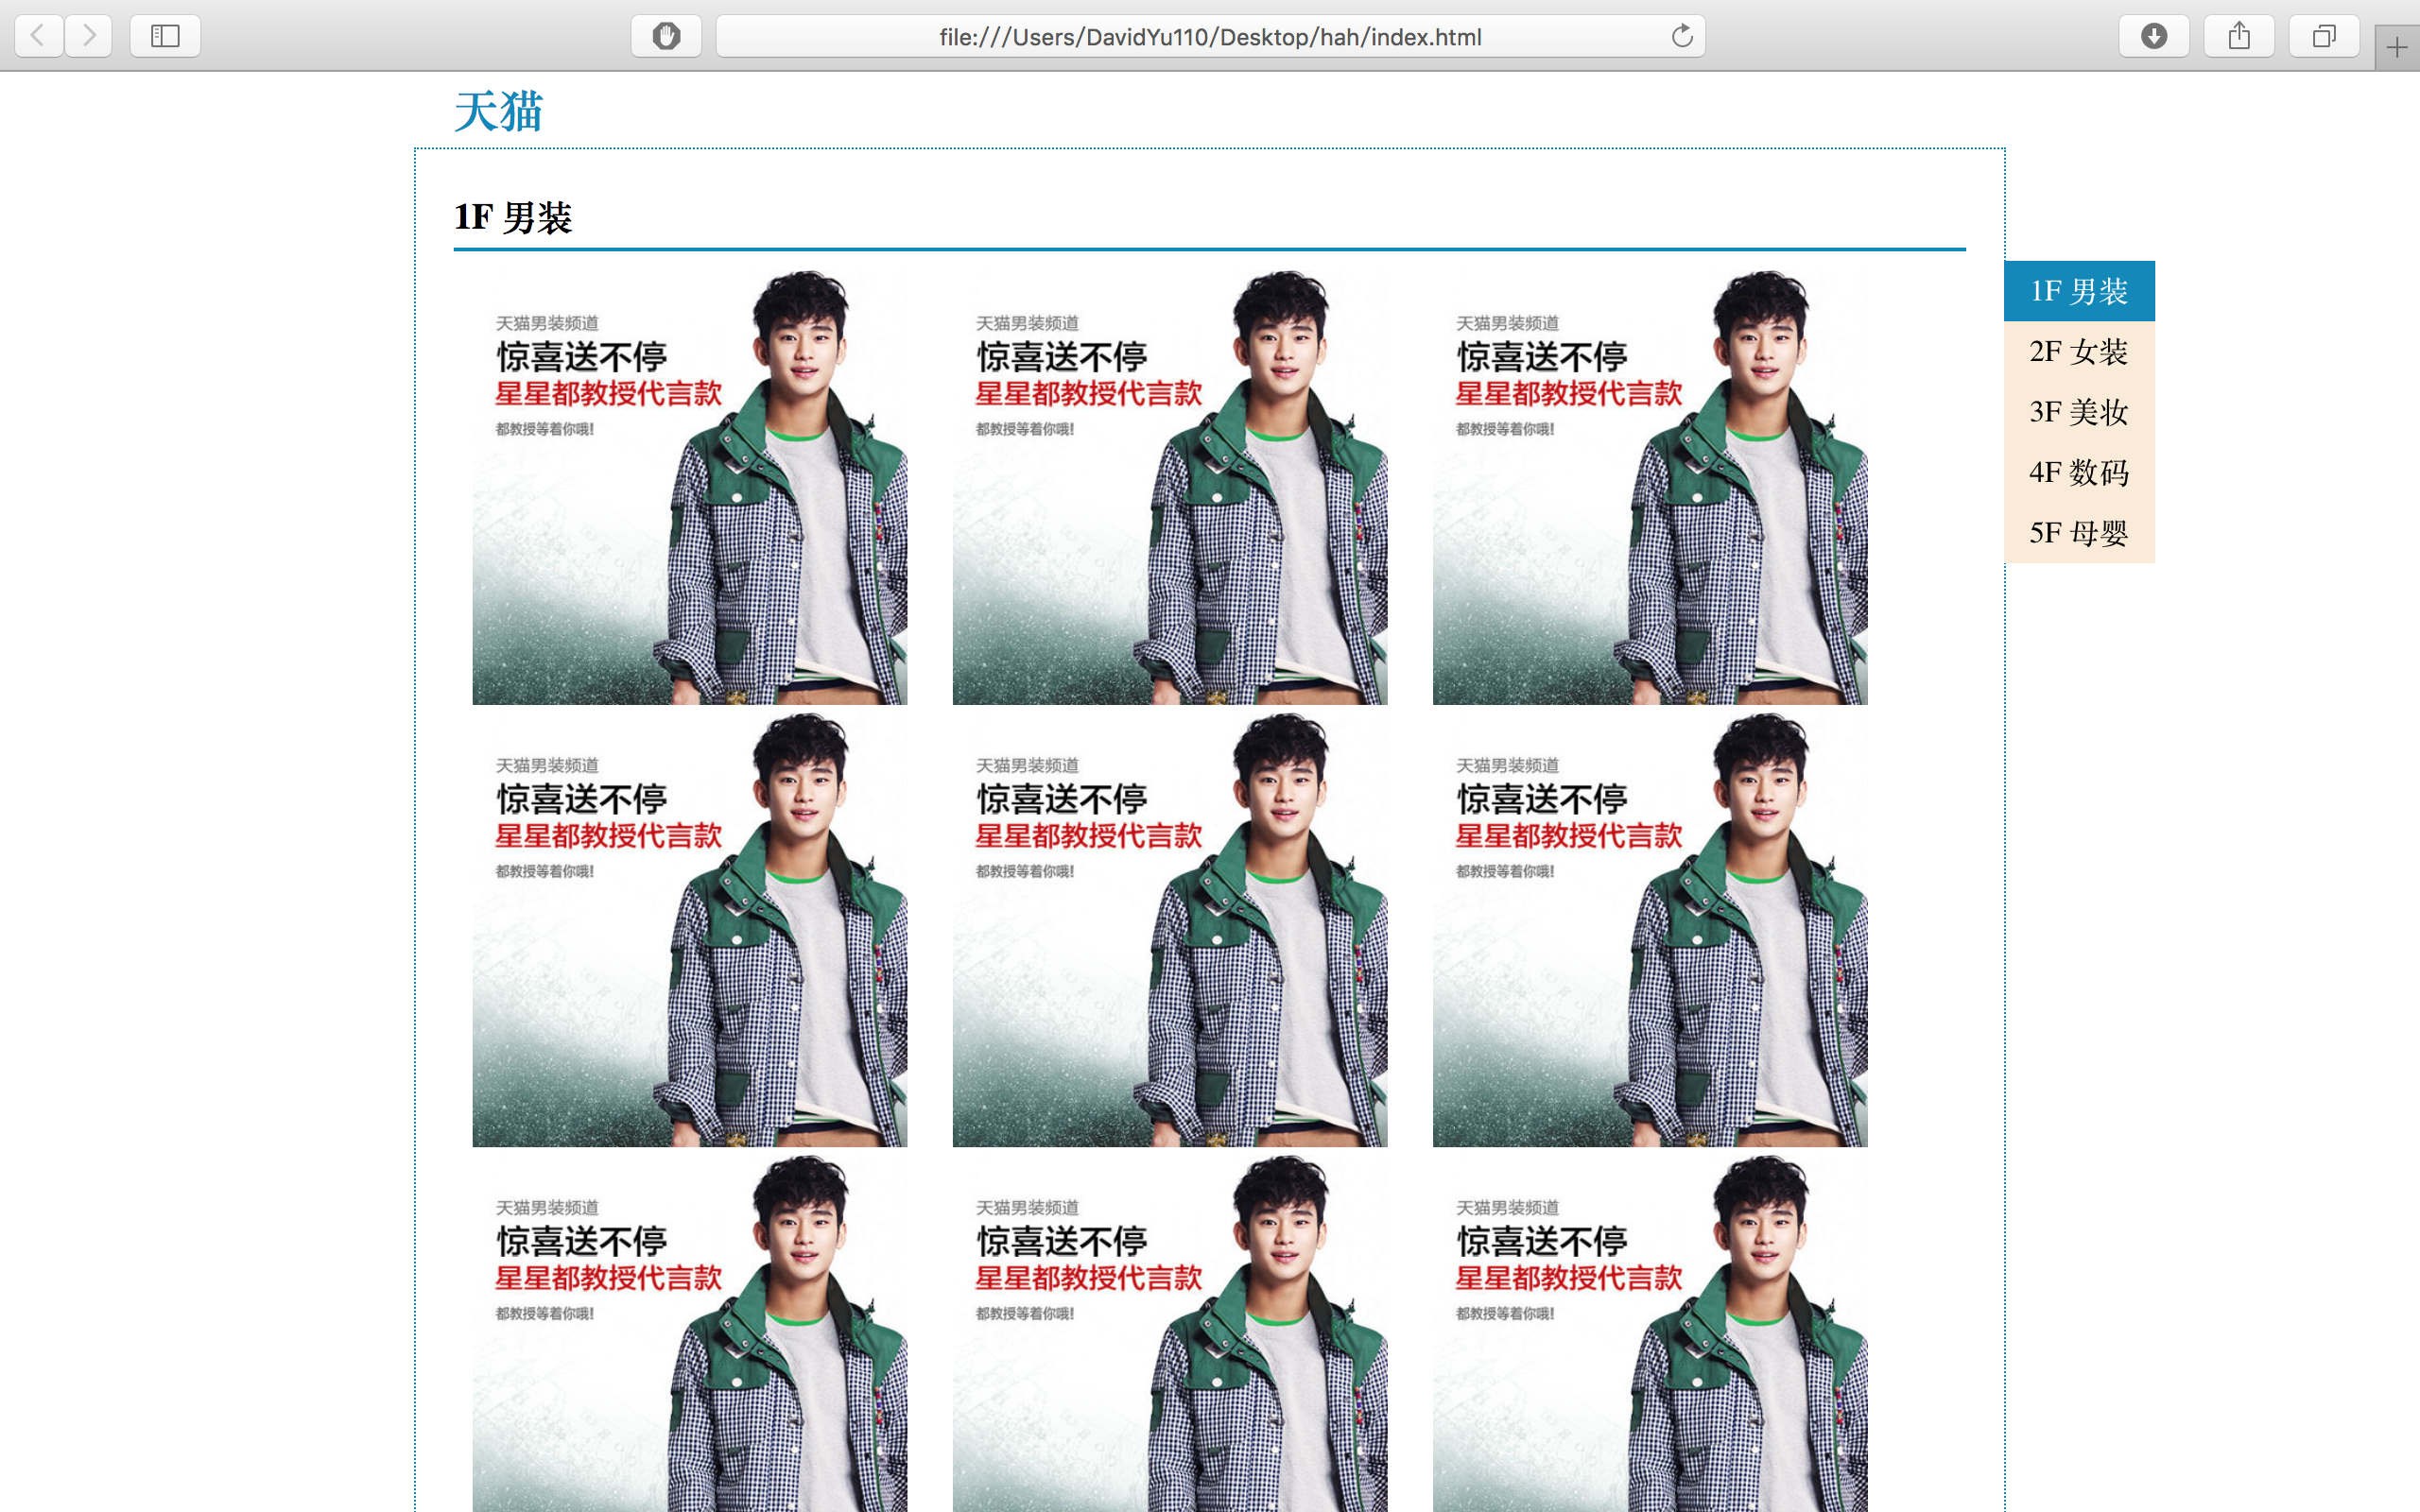 file:///Users/DavidYu110/Desktop/hah/index.html
天猫
1F 男装
天猫男装频道
惊喜送不停
星星都教授代言款
都教授等着你哦!
天猫男装频道
惊喜送不停
星星都教授代言款
都教授等着你哦!
天猫男装频道
惊喜送不停
星星都教授代言款
都教授等着你哦!
1F 男装
2F 女装
3F 美妆
4F 数码
5F 母婴
天猫男装频道
惊喜送不停
星星都教授代言款
都教授等着你哦!
天猫男装频道
惊喜送不停
星星都教授代言款
都教授等着你哦!
天猫男装频道
惊喜送不停
星星都教授代言款
都教授等着你哦!
天猫男装频道
惊喜送不停
星星都教授代言款
都教授等着你哦!
天猫男装频道
惊喜送不停
星星都教授代言款
都教授等着你哦!
天猫男装频道
惊喜送不停
星星都教授代言款
都教授等着你哦!